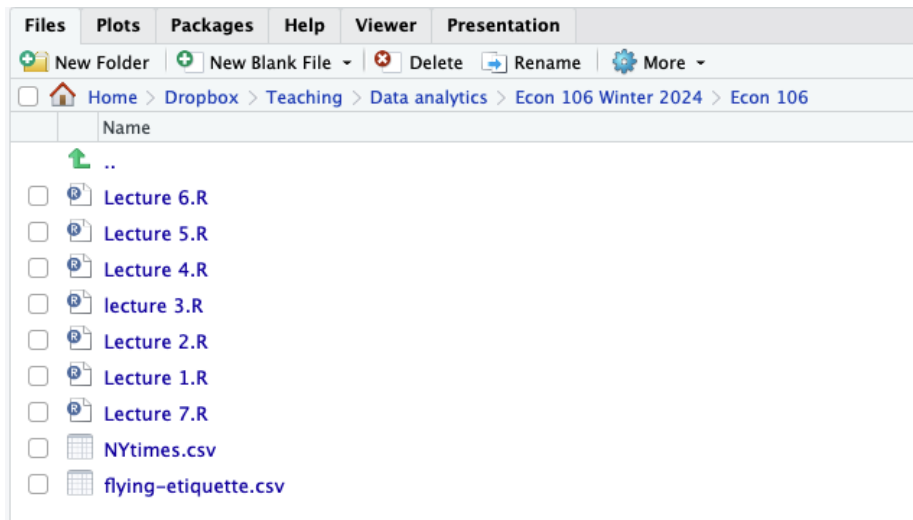 Files Plots Packages Help Viewer Presentation
New Folder New Blank File Delete Rename More
Home > Dropbox > Teaching > Data analytics > Econ 106 Winter 2024 > Econ 106
Name
..
Lecture 6.R
Lecture 5.R
Lecture 4.R
lecture 3.R
Lecture 2.R
Lecture 1.R
Lecture 7.R
NYtimes.csv
flying-etiquette.csv